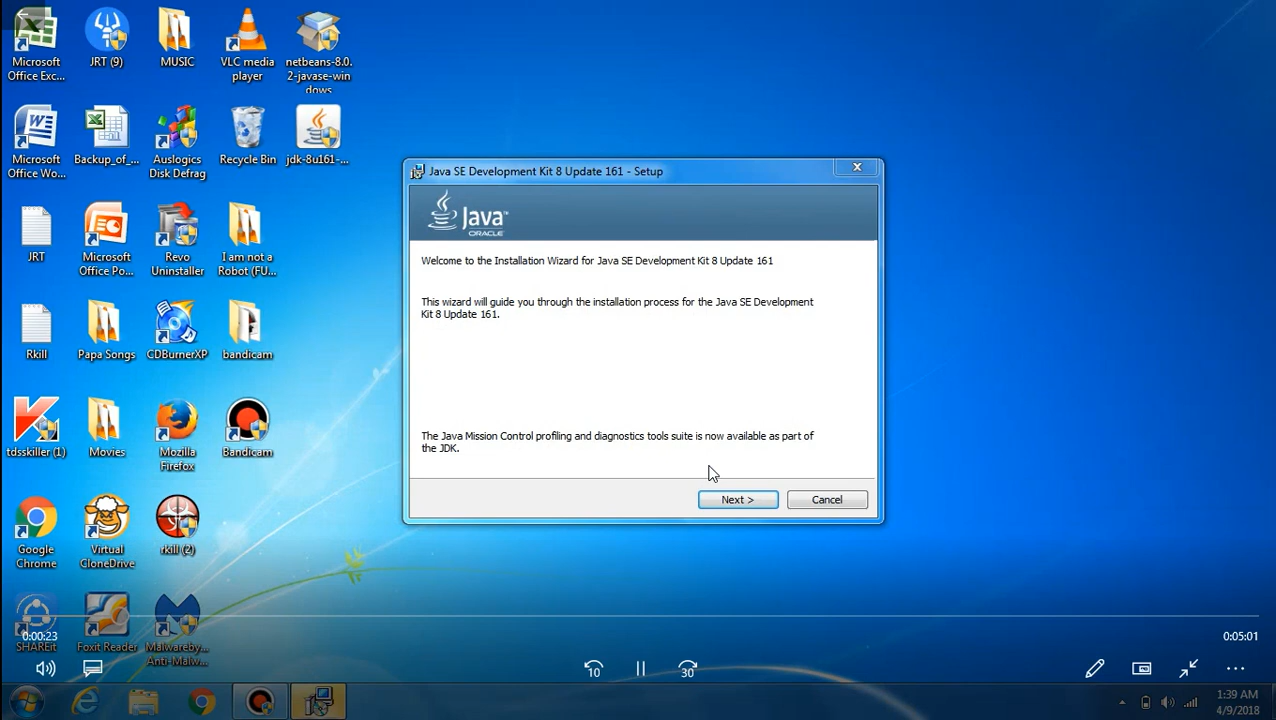 Microsoft
Office Exc...
JRT (9)
MUSIC
VLC media
player
netbeans-8.0.
2-javase-win
dows
Microsoft
Office Wo...
Backup_of_...
Auslogics
Disk Defrag
Recycle Bin
jdk-8u161-...
JRT
Microsoft
Office Po...
Revo
Uninstaller
I am not a
Robot (FU...
Rkill
Papa Songs
CDBurnerXP
bandicam
tdsskiller (1)
Movies
Mozilla
Firefox
Bandicam
Google
Chrome
Virtual
CloneDrive
rkill (2)
SHAREit
Foxit Reader
Malwareby...
Anti-Malw...
Java SE Development Kit 8 Update 161 - Setup
Java™
ORACLE
Welcome to the Installation Wizard for Java SE Development Kit 8 Update 161
This wizard will guide you through the installation process for the Java SE Development
Kit 8 Update 161.
The Java Mission Control profiling and diagnostics tools suite is now available as part of
the JDK.
Next >
Cancel
0:00:23
0:05:01
10
30
1:39 AM
4/9/2018